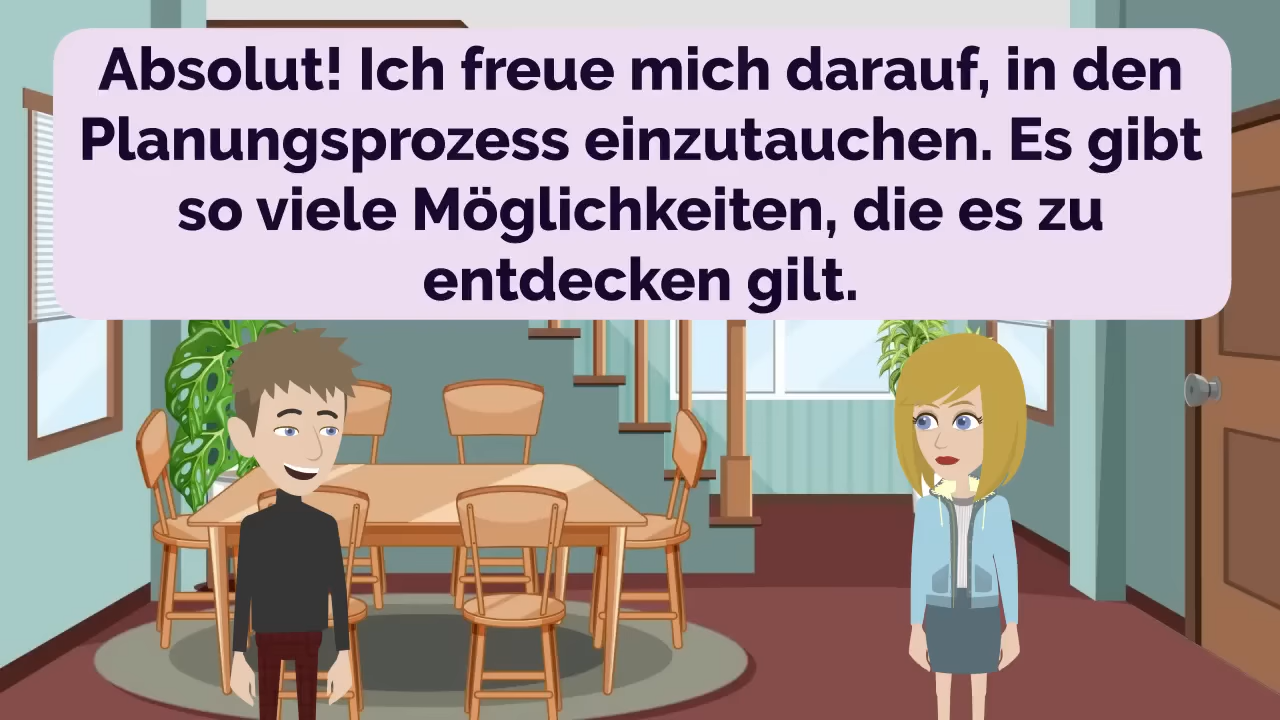 Absolut! Ich freue mich darauf, in den
Planungsprozess einzutauchen. Es gibt
so viele Möglichkeiten, die es zu
entdecken gilt.